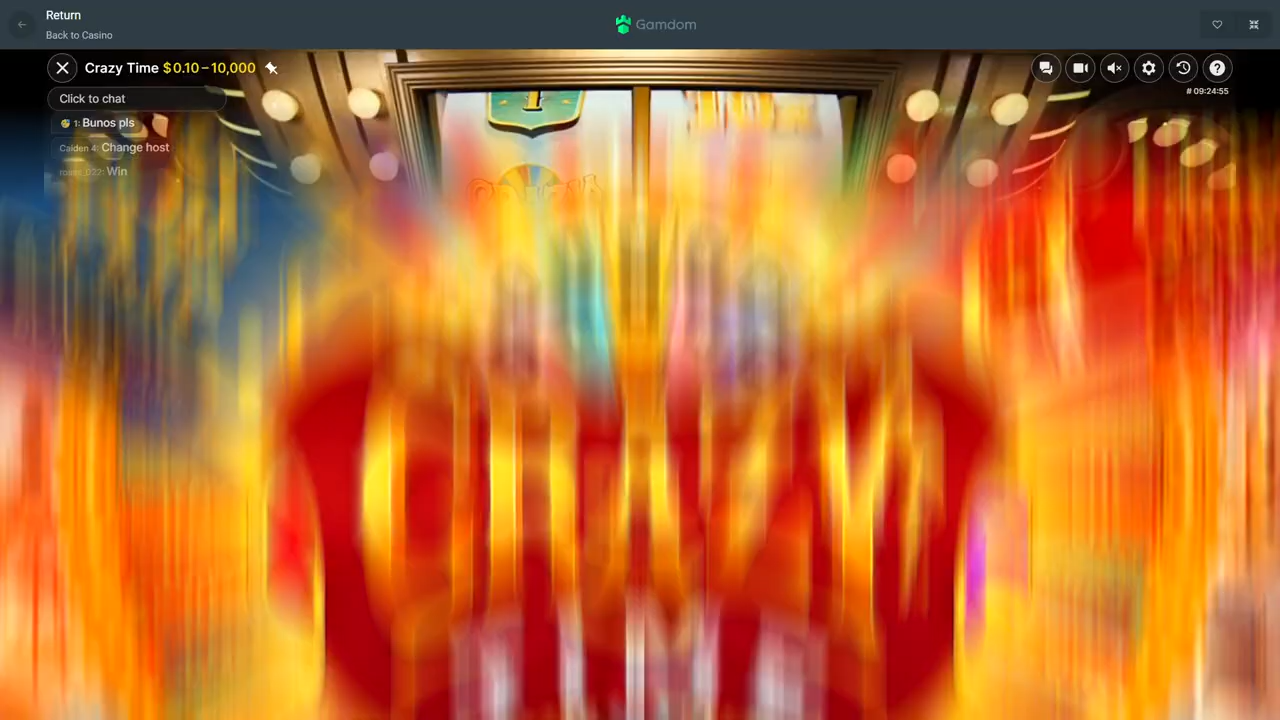 Return
Back to Casino
Gamdom
Crazy Time $0.10–10,000
# 09:24:55
Click to chat
1: Bunos pls
Caiden 4: Change host
Win